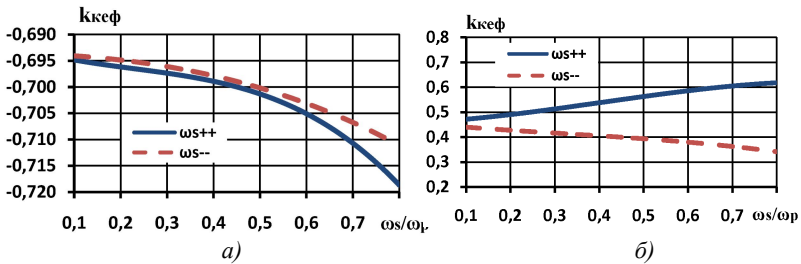 kкеф
-0,690
-0,695
-0,700
-0,705
-0,710
-0,715
-0,720
ωs++
ωs--
0,1 0,2 0,3 0,4 0,5 0,6 0,7 ωs/ωp
а)
kкеф
0,8
0,7
0,6
0,5
0,4
0,3
0,2
ωs++
ωs--
0,1 0,2 0,3 0,4 0,5 0,6 0,7 ωs/ωp
б)